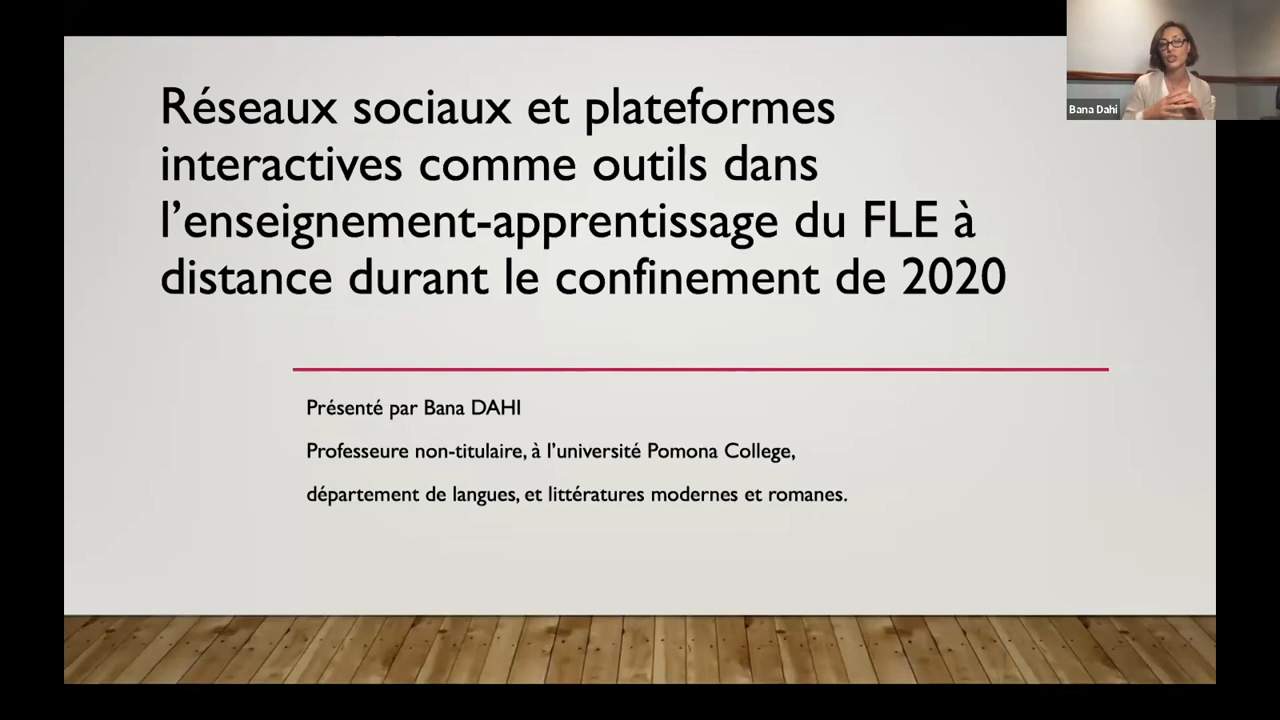 Réseaux sociaux et plateformes
interactives comme outils dans
l’enseignement-apprentissage du FLE à
distance durant le confinement de 2020
Présenté par Bana DAHI
Professeure non-titulaire, à l’université Pomona College,
département de langues, et littératures modernes et romanes.
Bana Dahi